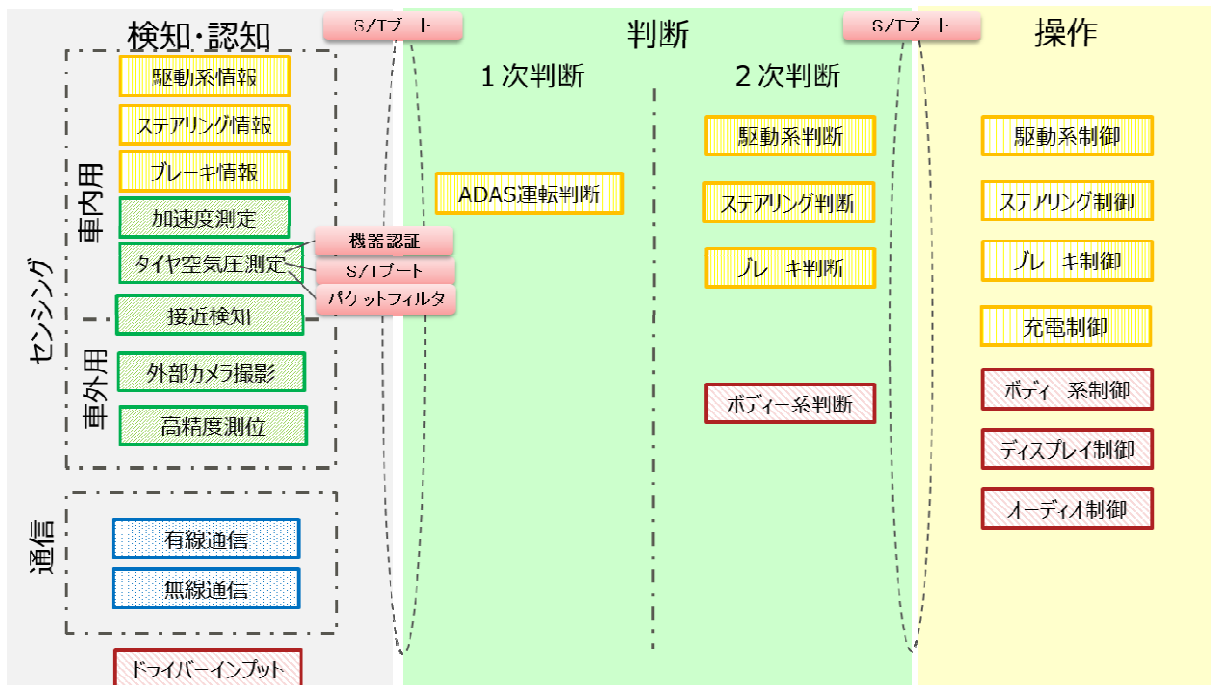 検知・認知
S/Tブート
判断
S/Tブート
操作
1次判断
2次判断
センシング
車内用
駆動系情報
ステアリング情報
ブレーキ情報
加速度測定
タイヤ空気圧測定
機器認証
S/Tブート
パケットフィルタ
接近検知
車外用
外部カメラ撮影
高精度測位
通信
有線通信
無線通信
ドライバーインプット
ADAS運転判断
駆動系判断
ステアリング判断
ブレーキ判断
ボディー系判断
駆動系制御
ステアリング制御
ブレーキ制御
充電制御
ボディー系制御
ディスプレイ制御
オーディオ制御